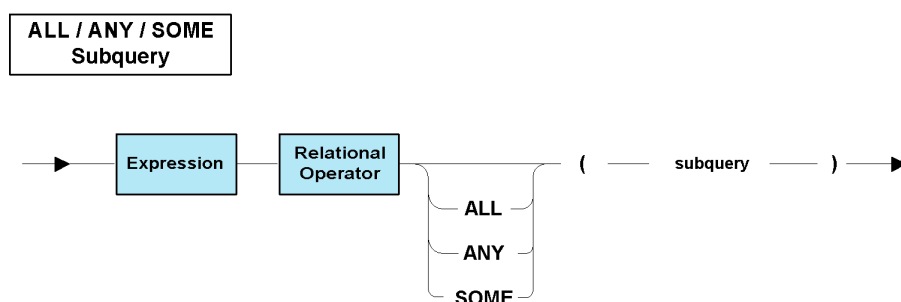 ALL / ANY / SOME
Subquery
Expression
Relational
Operator
( subquery )
ALL
ANY
SOME